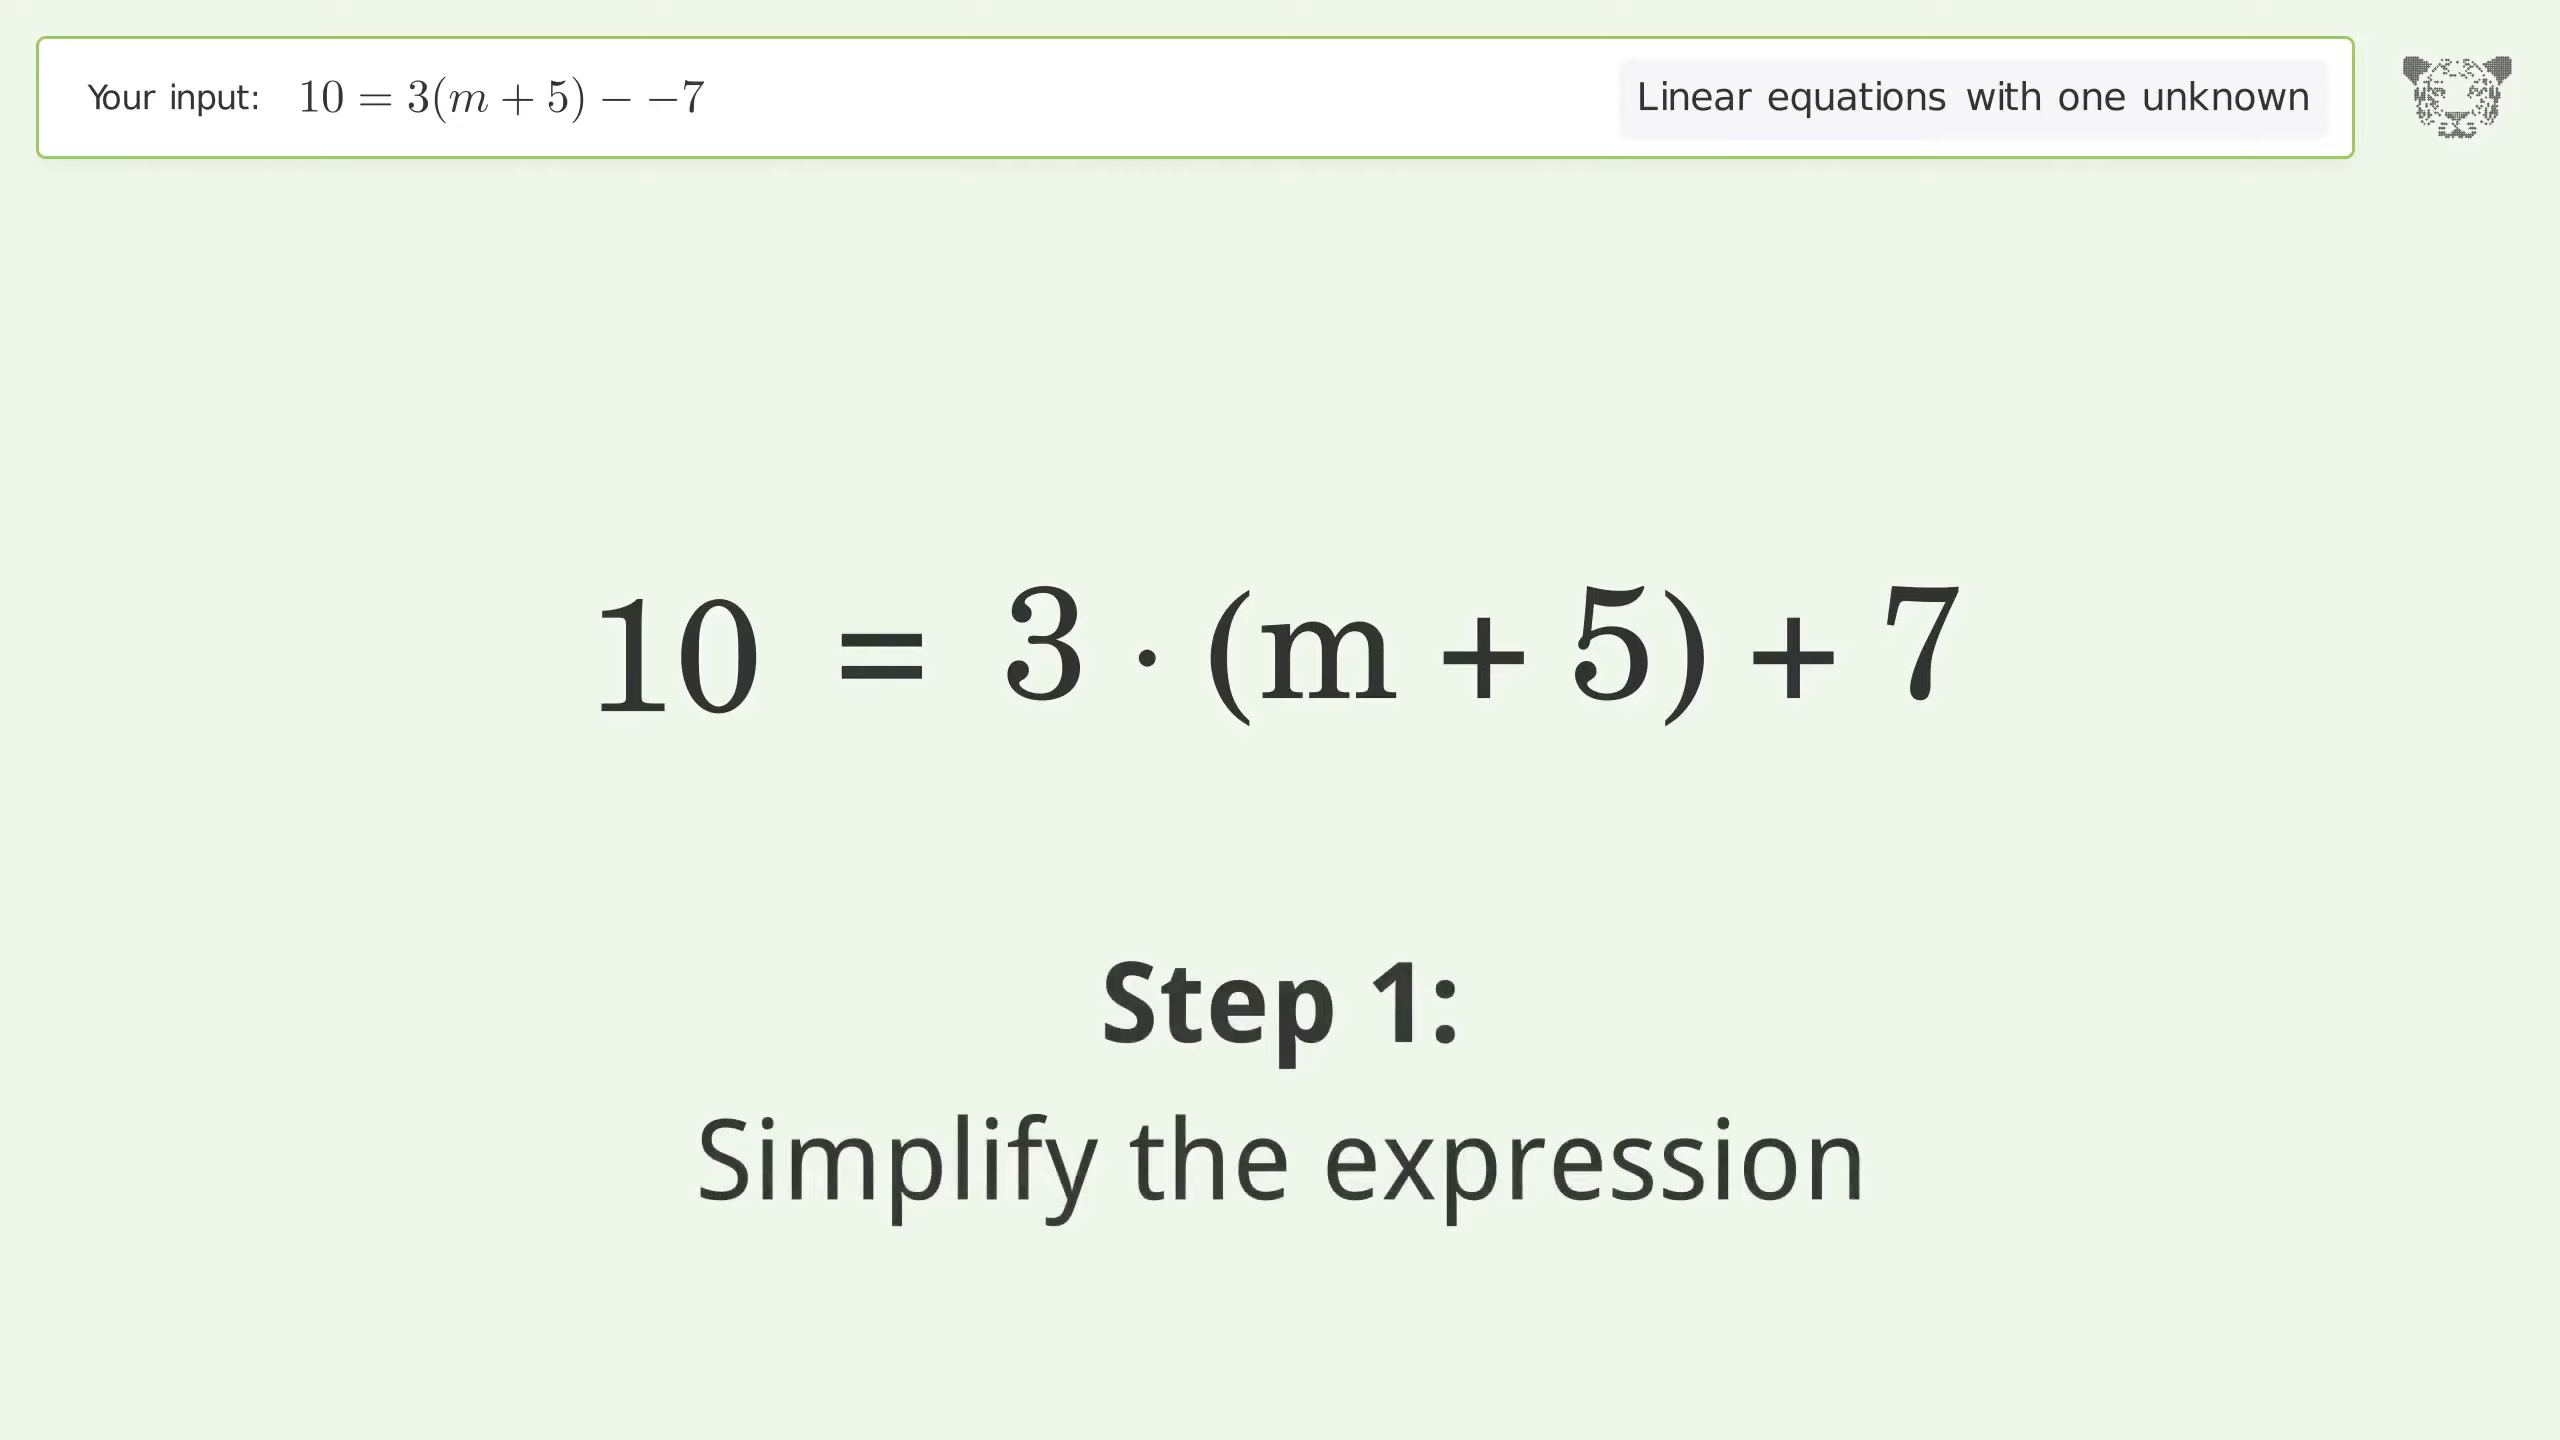 Your input: 10 = 3(m + 5) − −7
Linear equations with one unknown
10 = 3 · (m + 5) + 7
Step 1:
Simplify the expression